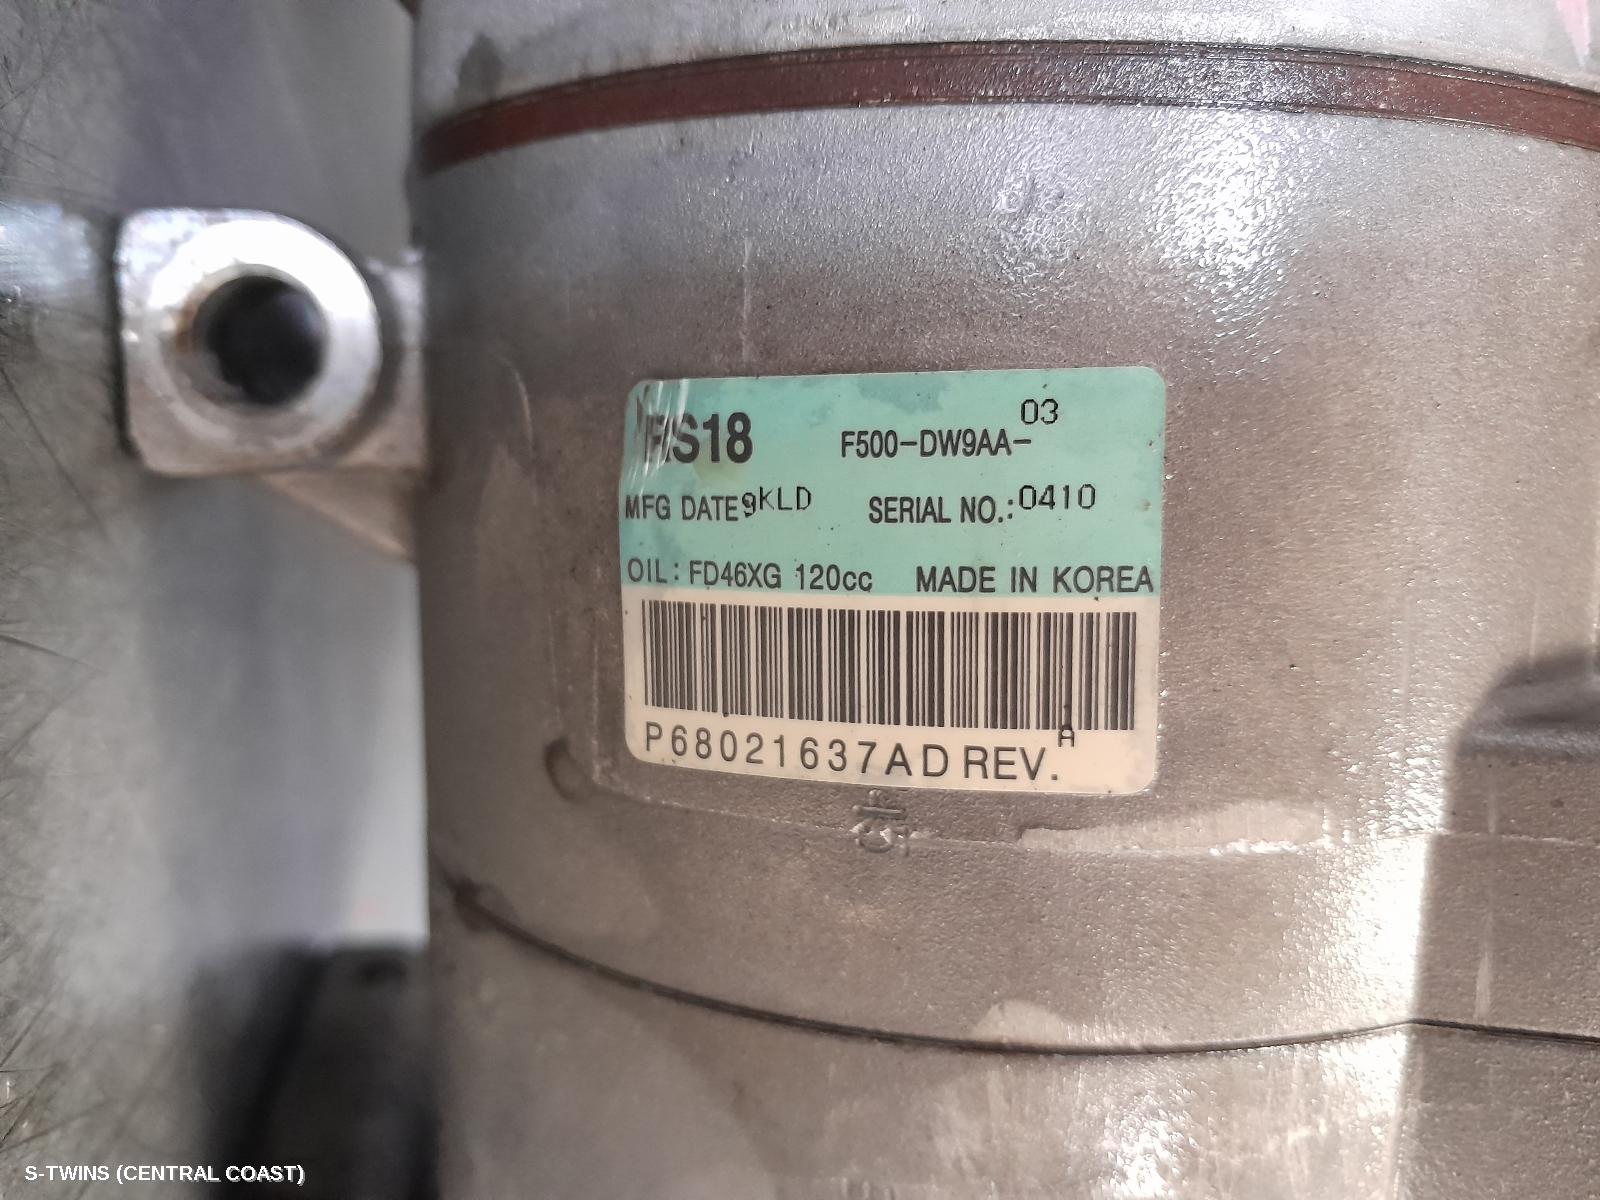 HS18 F500-DW9AA-03
MFG DATE 9KLD SERIAL NO.: 0410
OIL: FD46XG 120cc MADE IN KOREA
P68021637AD REV. A
S-TWINS (CENTRAL COAST)